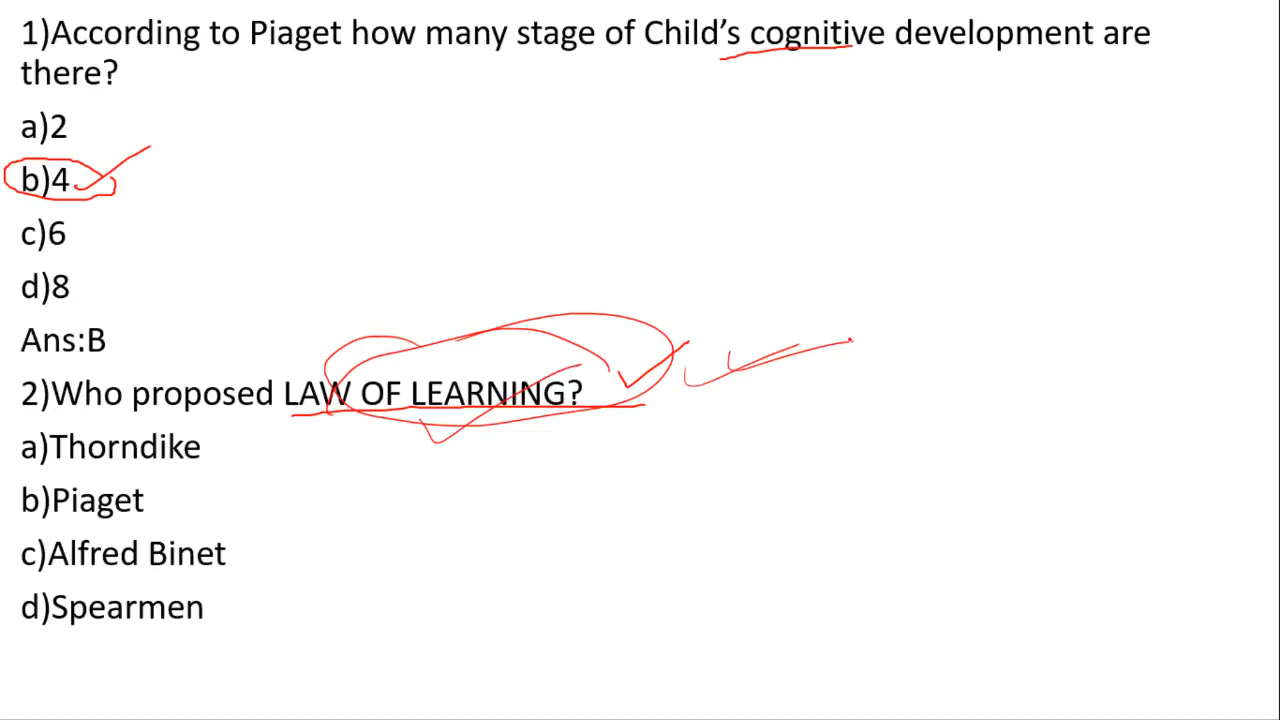 1)According to Piaget how many stage of Child’s cognitive development are
there?
a)2
b)4
c)6
d)8
Ans:B
2)Who proposed LAW OF LEARNING?
a)Thorndike
b)Piaget
c)Alfred Binet
d)Spearmen